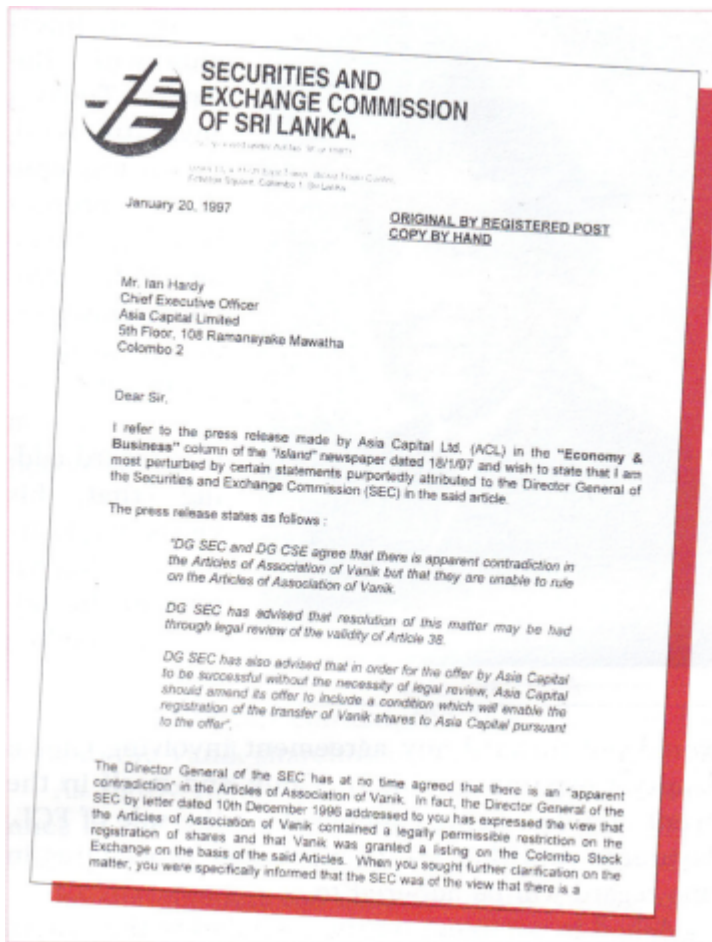 SECURITIES AND
EXCHANGE COMMISSION
OF SRI LANKA.
January 20, 1997
ORIGINAL BY REGISTERED POST
COPY BY HAND
Mr. Ian Hardy
Chief Executive Officer
Asia Capital Limited
5th Floor, 108 Ramanayake Mawatha
Colombo 2
Dear Sir,
I refer to the press release made by Asia Capital Ltd. (ACL) in the "Economy &
Business" column of the "Island" newspaper dated 18/1/97 and wish to state that I am
most perturbed by certain statements purportedly attributed to the Director General of
the Securities and Exchange Commission (SEC) in the said article.
The press release states as follows :
"DG SEC and DG CSE agree that there is apparent contradiction in
the Articles of Association of Vanik but that they are unable to rule
on the Articles of Association of Vanik.
DG SEC has advised that resolution of this matter may be had
through legal review of the validity of Article 38.
DG SEC has also advised that in order for the offer by Asia Capital
to be successful without the necessity of legal review, Asia Capital
should amend its offer to include a condition which will enable the
registration of the transfer of Vanik shares to Asia Capital pursuant
to the offer".
The Director General of the SEC has at no time agreed that there is an "apparent
contradiction" in the Articles of Association of Vanik. In fact, the Director General of the
SEC by letter dated 10th December 1996 addressed to you has expressed the view that
the Articles of Association of Vanik contained a legally permissible restriction on the
registration of shares and that Vanik was granted a listing on the Colombo Stock
Exchange on the basis of the said Articles. When you sought further clarification on the
matter, you were specifically informed that the SEC was of the view that there is a